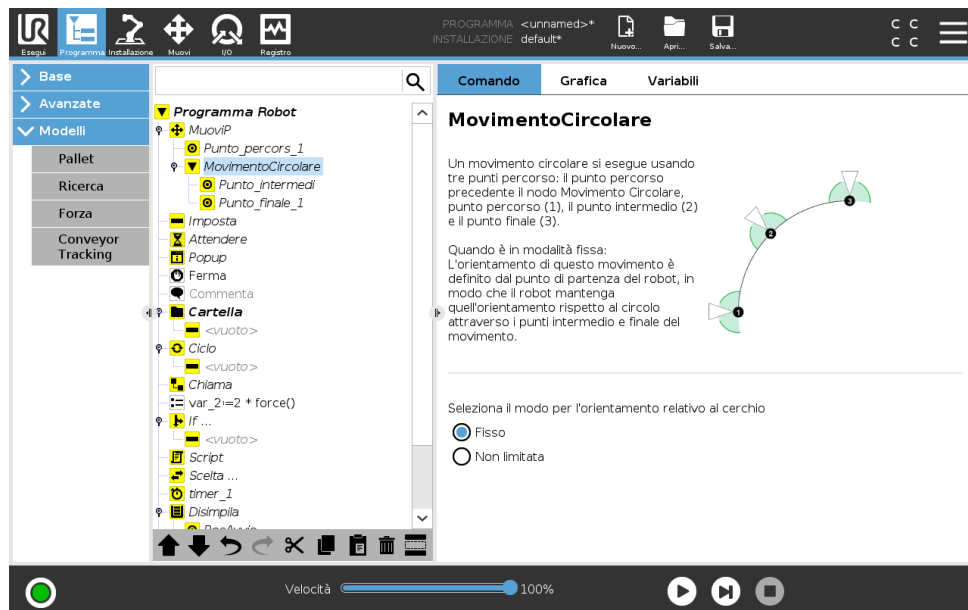 PROGRAMMA <unnamed>*
INSTALLAZIONE default*
Esegui
Programma
Installazione
Muovi
I/O
Registro
Nuovo...
Apri...
Salva...
C C
C C
Base
Avanzate
Modelli
Pallet
Ricerca
Forza
Conveyor
Tracking
Programma Robot
MuoviP
Punto_percors_1
MovimentoCircolare
Punto_intermedi
Punto_finale_1
Imposta
Attendere
Popup
Ferma
Commenta
Cartella
<vuoto>
Ciclo
<vuoto>
Chiama
var_2:=2 * force()
If ...
<vuoto>
Script
Scelta ...
timer_1
Disimpila
Comando
Grafica
Variabili
MovimentoCircolare
Un movimento circolare si esegue usando
tre punti percorso: il punto percorso
precedente il nodo Movimento Circolare,
punto percorso (1), il punto intermedio (2)
e il punto finale (3).
Quando è in modalità fissa:
L'orientamento di questo movimento è
definito dal punto di partenza del robot, in
modo che il robot mantenga
quell'orientamento rispetto al circolo
attraverso i punti intermedio e finale del
movimento.
1
2
3
Seleziona il modo per l'orientamento relativo al cerchio
Fisso
Non limitata
Velocità
100%